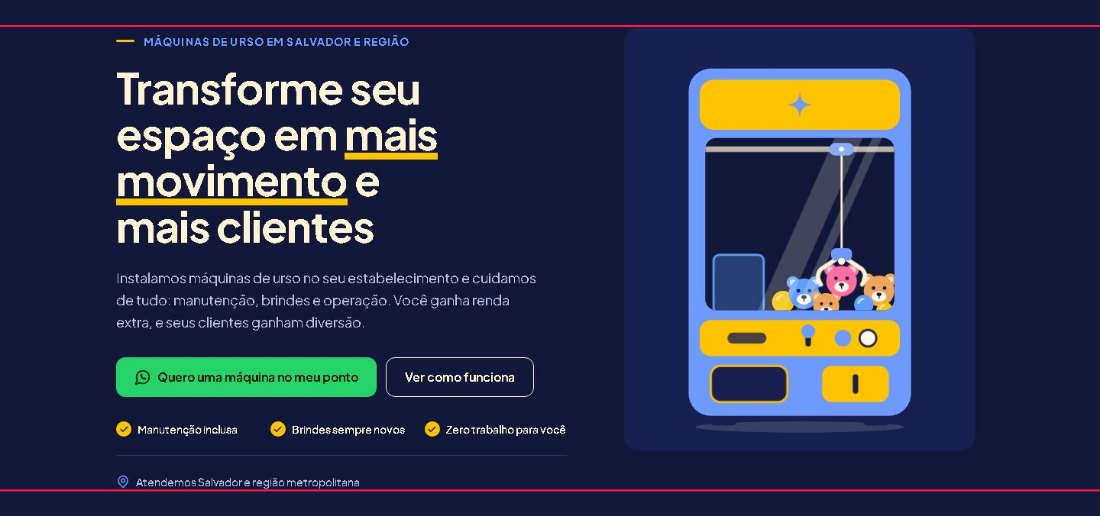 MÁQUINAS DE URSO EM SALVADOR E REGIÃO
Transforme seu
espaço em mais
movimento e
mais clientes
Instalamos máquinas de urso no seu estabelecimento e cuidamos
de tudo: manutenção, brindes e operação. Você ganha renda
extra, e seus clientes ganham diversão.
Quero uma máquina no meu ponto
Ver como funciona
Manutenção inclusa
Brindes sempre novos
Zero trabalho para você
Atendemos Salvador e região metropolitana